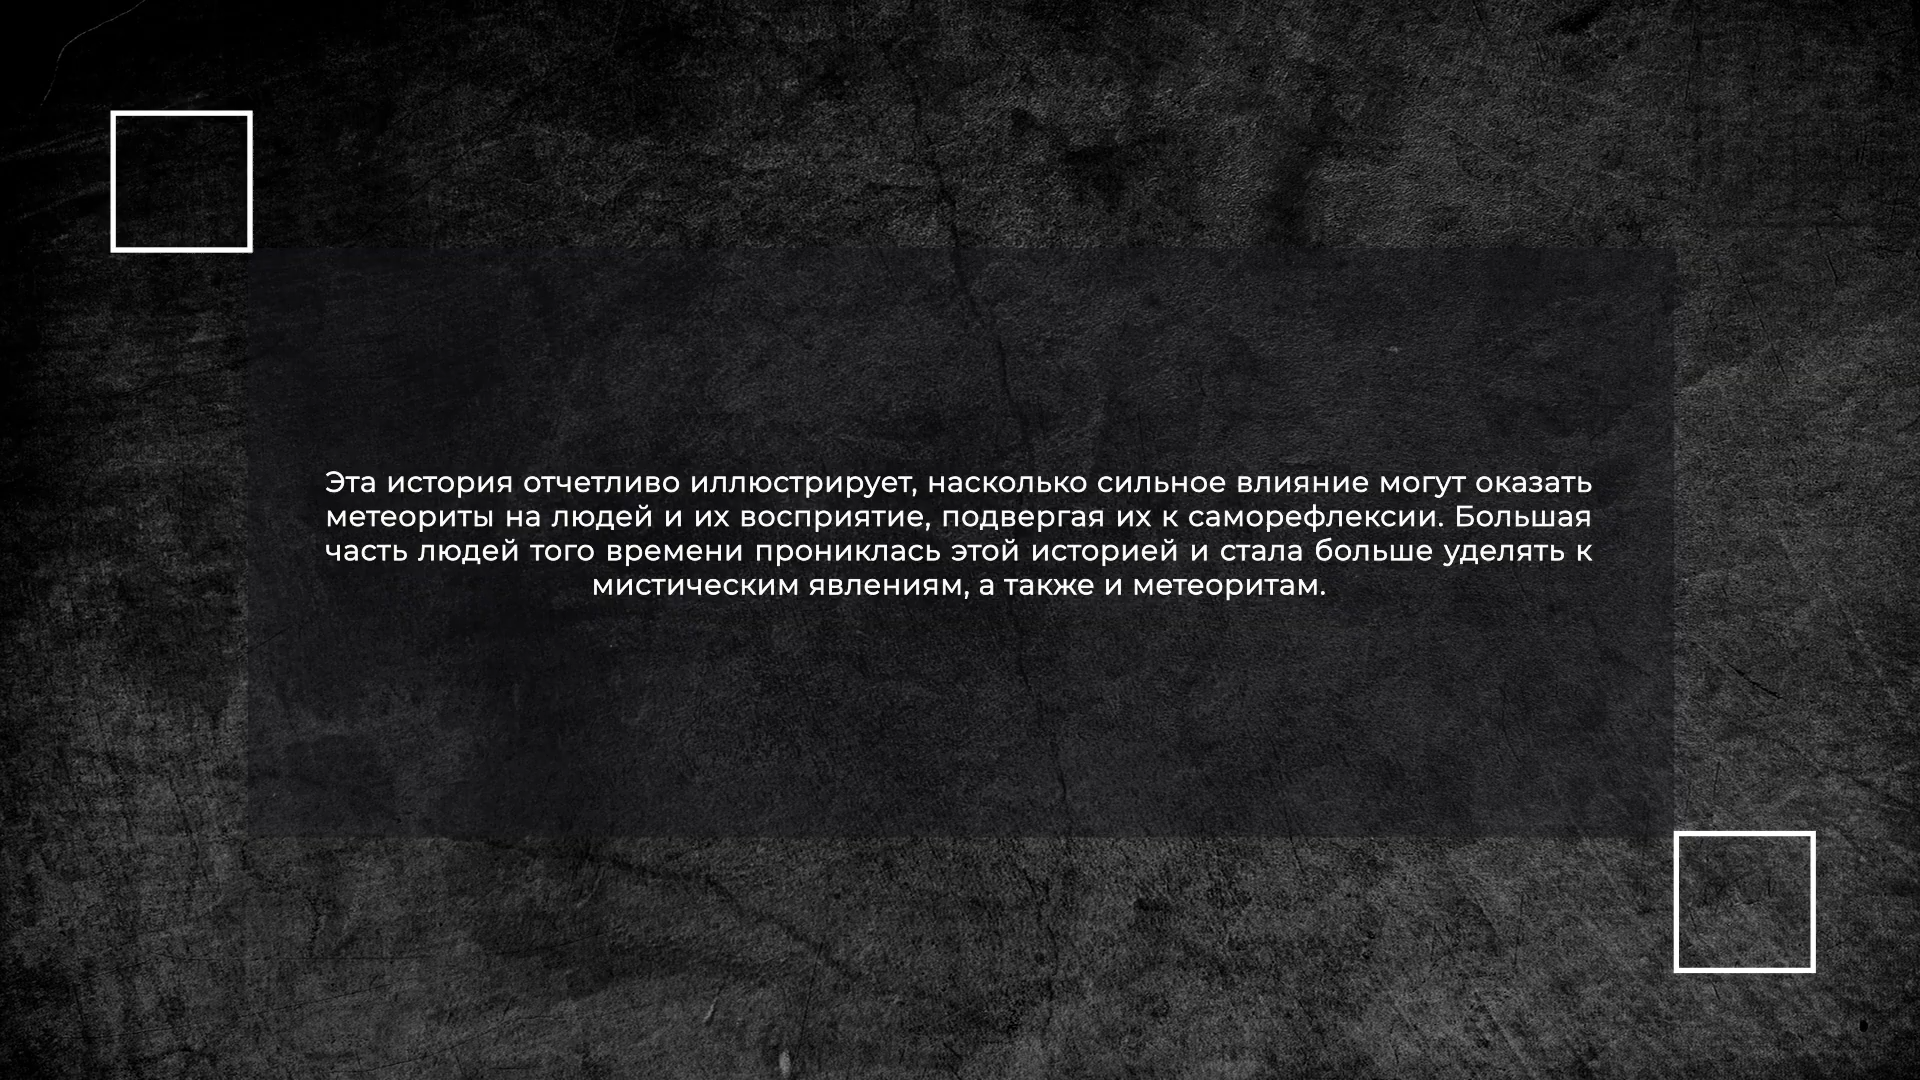 Эта история отчетливо иллюстрирует, насколько сильное влияние могут оказать
метеориты на людей и их восприятие, подвергая их к саморефлексии. Большая
часть людей того времени прониклась этой историей и стала больше уделять к
мистическим явлениям, а также и метеоритам.